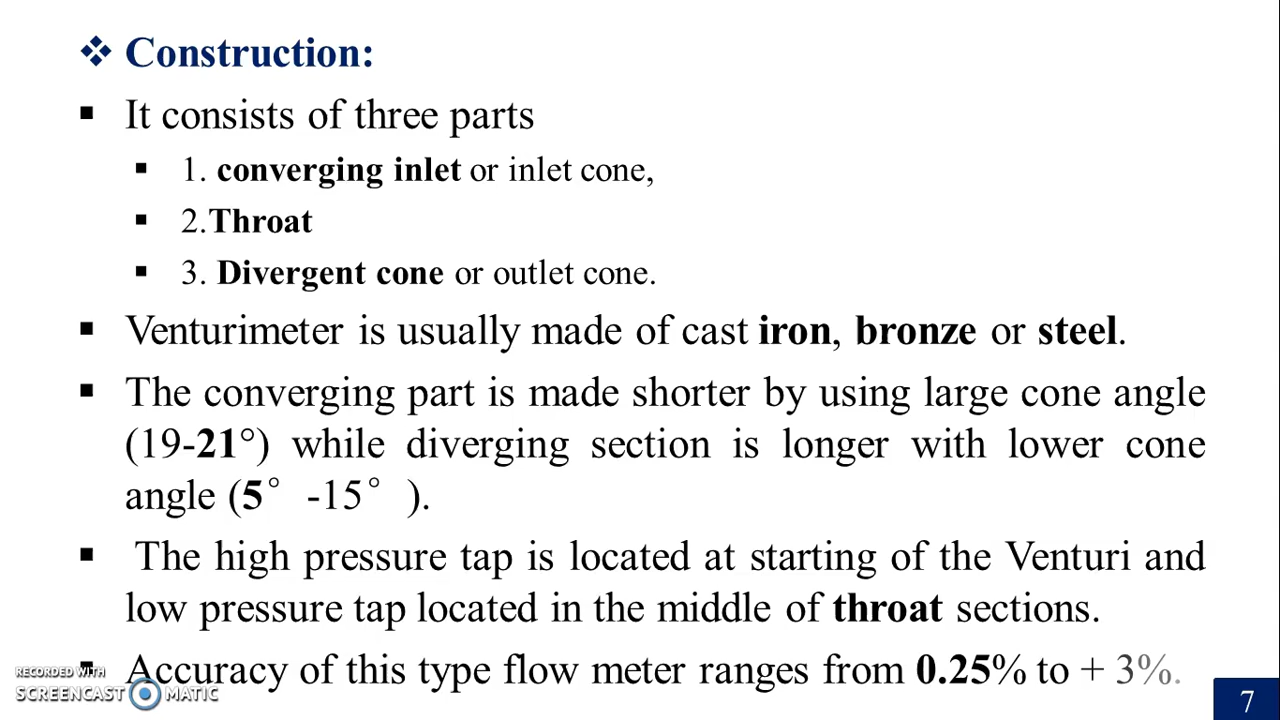 ❖ Construction:
▪ It consists of three parts
▪ 1. converging inlet or inlet cone,
▪ 2.Throat
▪ 3. Divergent cone or outlet cone.
▪ Venturimeter is usually made of cast iron, bronze or steel.
▪ The converging part is made shorter by using large cone angle
(19-21°) while diverging section is longer with lower cone
angle (5° -15° ).
▪ The high pressure tap is located at starting of the Venturi and
low pressure tap located in the middle of throat sections.
▪ Accuracy of this type flow meter ranges from 0.25% to + 3%.
RECORDED WITH
SCREENCAST MATIC
7